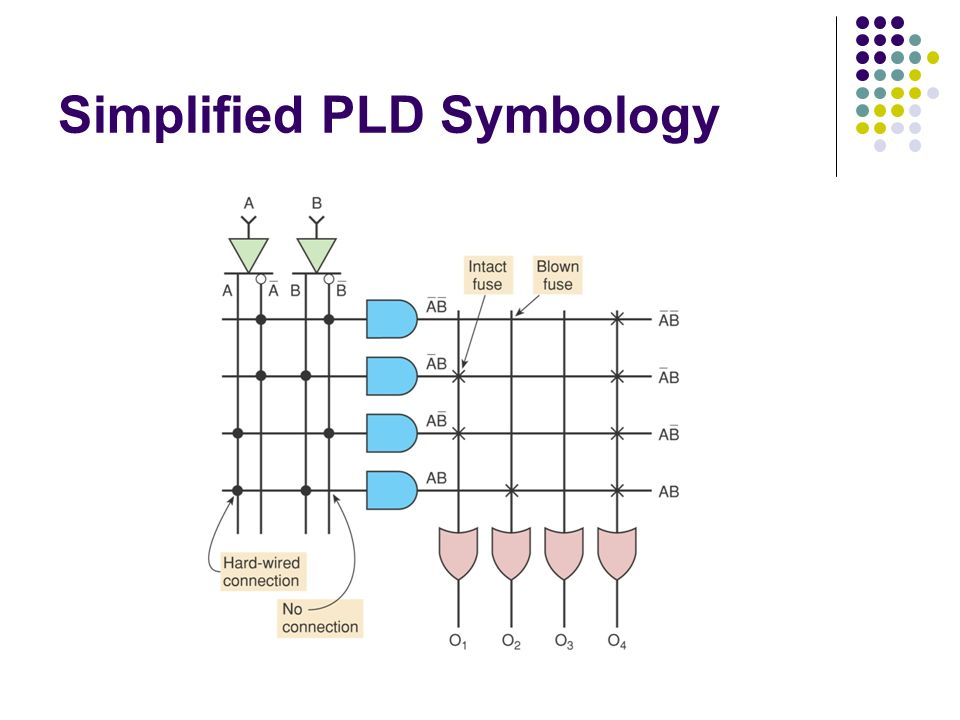 Simplified PLD Symbology
A B
Intact fuse
Blown fuse
A A̅ B B̅
A̅B̅ A̅B̅
A̅B A̅B
AB̅ AB̅
AB AB
Hard-wired connection
No connection
O₁ O₂ O₃ O₄